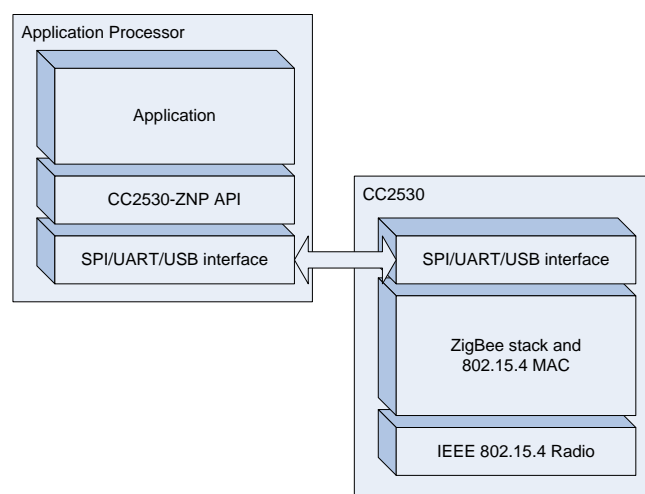 Application Processor
Application
CC2530-ZNP API
SPI/UART/USB interface
CC2530
SPI/UART/USB interface
ZigBee stack and
802.15.4 MAC
IEEE 802.15.4 Radio